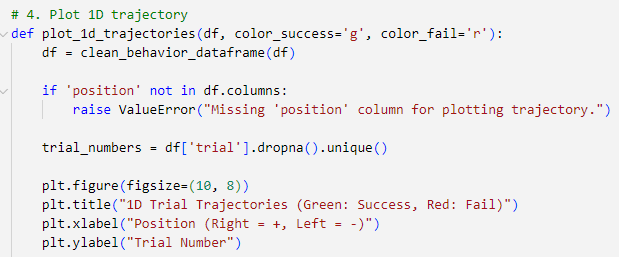 # 4. Plot 1D trajectory
def plot_1d_trajectories(df, color_success='g', color_fail='r'):
df = clean_behavior_dataframe(df)
if 'position' not in df.columns:
raise ValueError("Missing 'position' column for plotting trajectory.")
trial_numbers = df['trial'].dropna().unique()
plt.figure(figsize=(10, 8))
plt.title("1D Trial Trajectories (Green: Success, Red: Fail)")
plt.xlabel("Position (Right = +, Left = -)")
plt.ylabel("Trial Number")